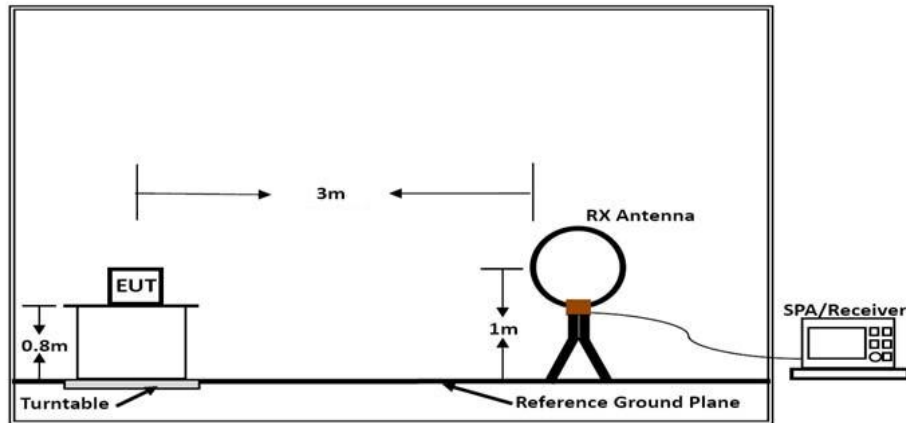 3m
RX Antenna
EUT
SPA/Receiver
1m
0.8m
Turntable
Reference Ground Plane